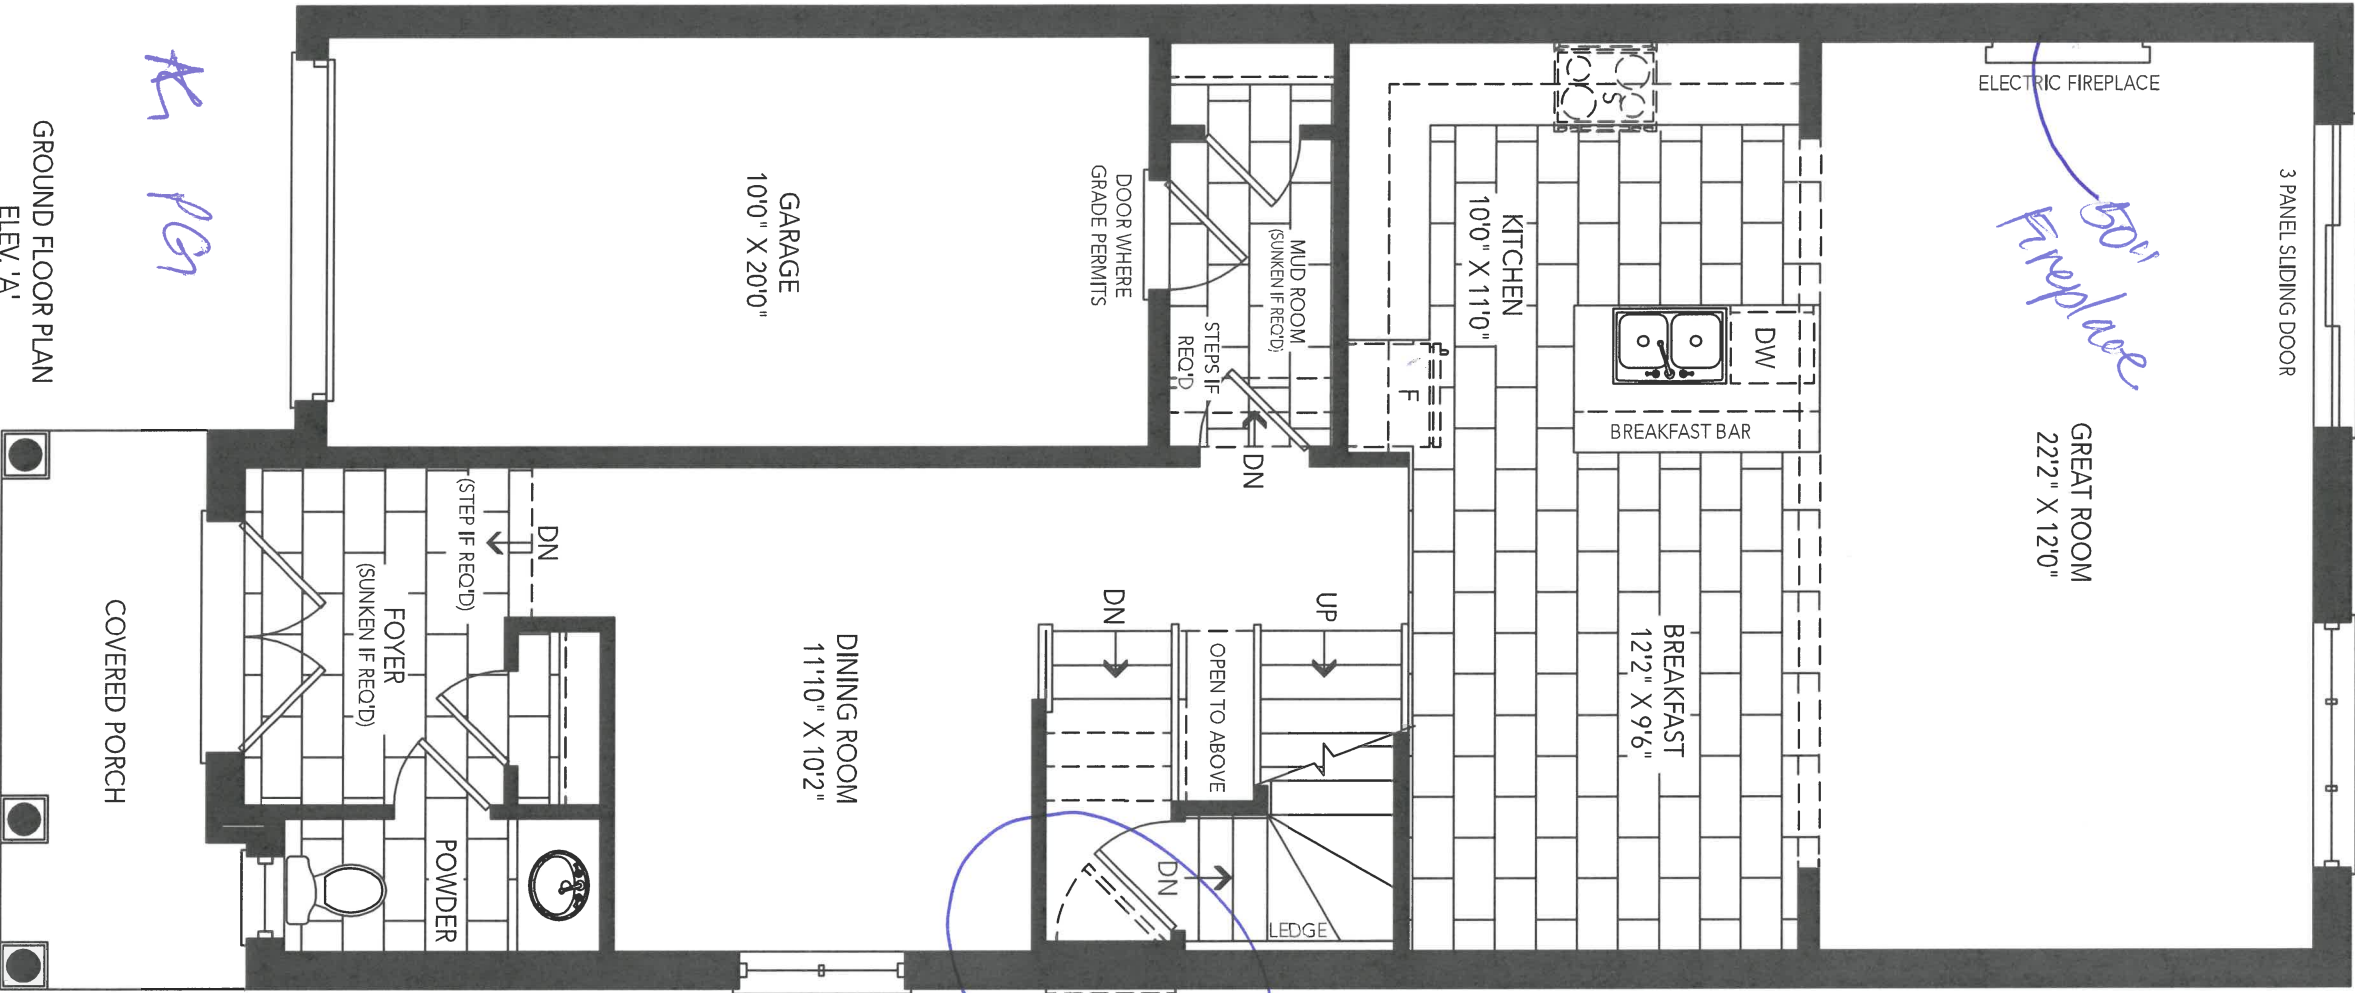 ELECTRIC FIREPLACE
3 PANEL SLIDING DOOR
50"
Fireplace
GREAT ROOM
22'2" X 12'0"
S
KITCHEN
10'0" X 11'0"
DW
BREAKFAST BAR
F
BREAKFAST
12'2" X 9'6"
MUD ROOM
(SUNKEN IF REQ'D)
STEPS IF
REQ'D
DN
DOOR WHERE
GRADE PERMITS
GARAGE
10'0" X 20'0"
UP
DN
OPEN TO ABOVE
DN
LEDGE
DINING ROOM
11'10" X 10'2"
DN
(STEP IF REQ'D)
FOYER
(SUNKEN IF REQ'D)
POWDER
COVERED PORCH
PG
GROUND FLOOR PLAN
ELEV. 'A'